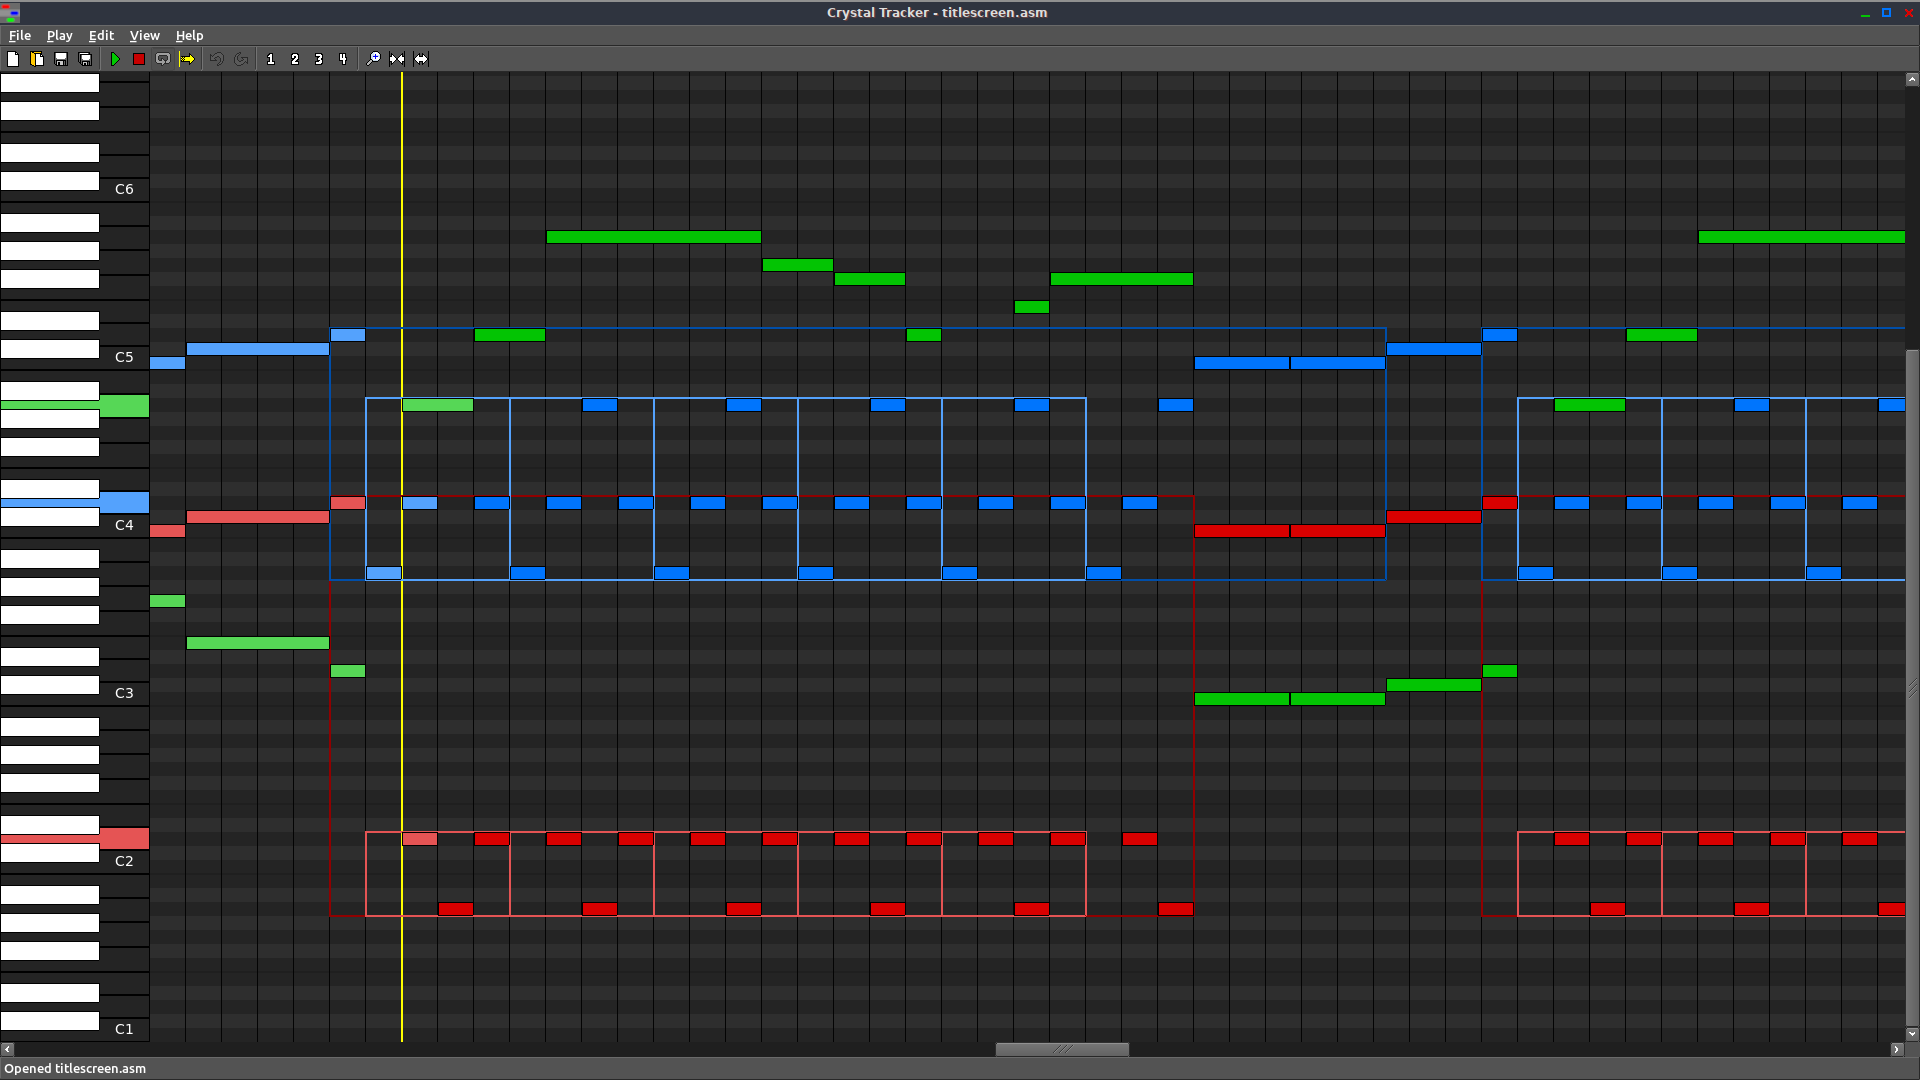 Crystal Tracker - titlescreen.asm
File Play Edit View Help
1 2 3 4
C6
C5
C4
C3
C2
C1
Opened titlescreen.asm